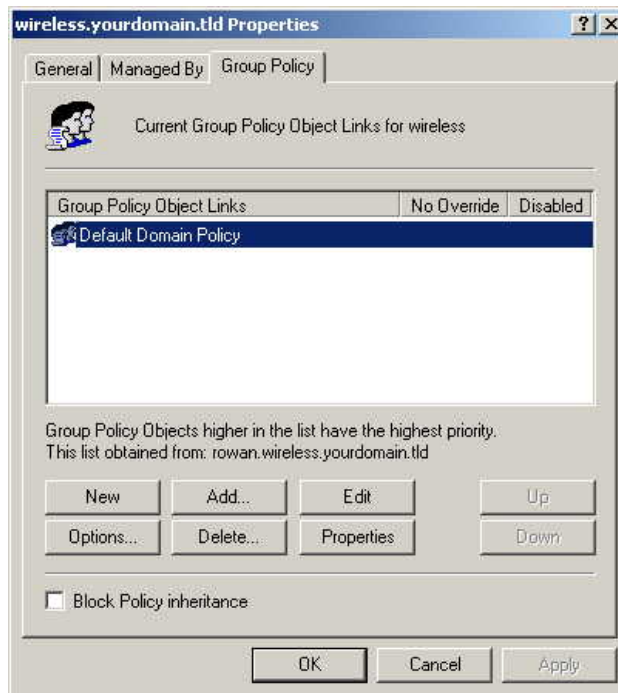 wireless.yourdomain.tld Properties
General Managed By Group Policy
Current Group Policy Object Links for wireless
Group Policy Object Links No Override Disabled
Default Domain Policy
Group Policy Objects higher in the list have the highest priority.
This list obtained from: rowan.wireless.yourdomain.tld
New Add... Edit Up
Options... Delete... Properties Down
Block Policy inheritance
OK Cancel Apply